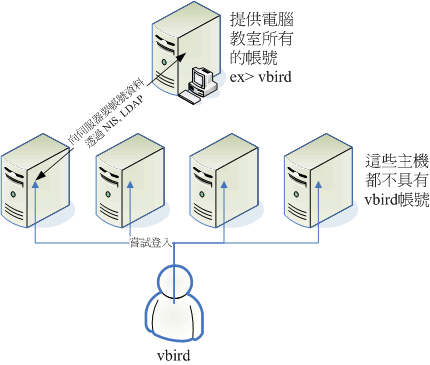 提供電腦
教室所有
的帳號
ex> vbird
向伺服器要帳號資料
透過 NIS, LDAP
這些主機
都不具有
vbird帳號
嘗試登入
vbird